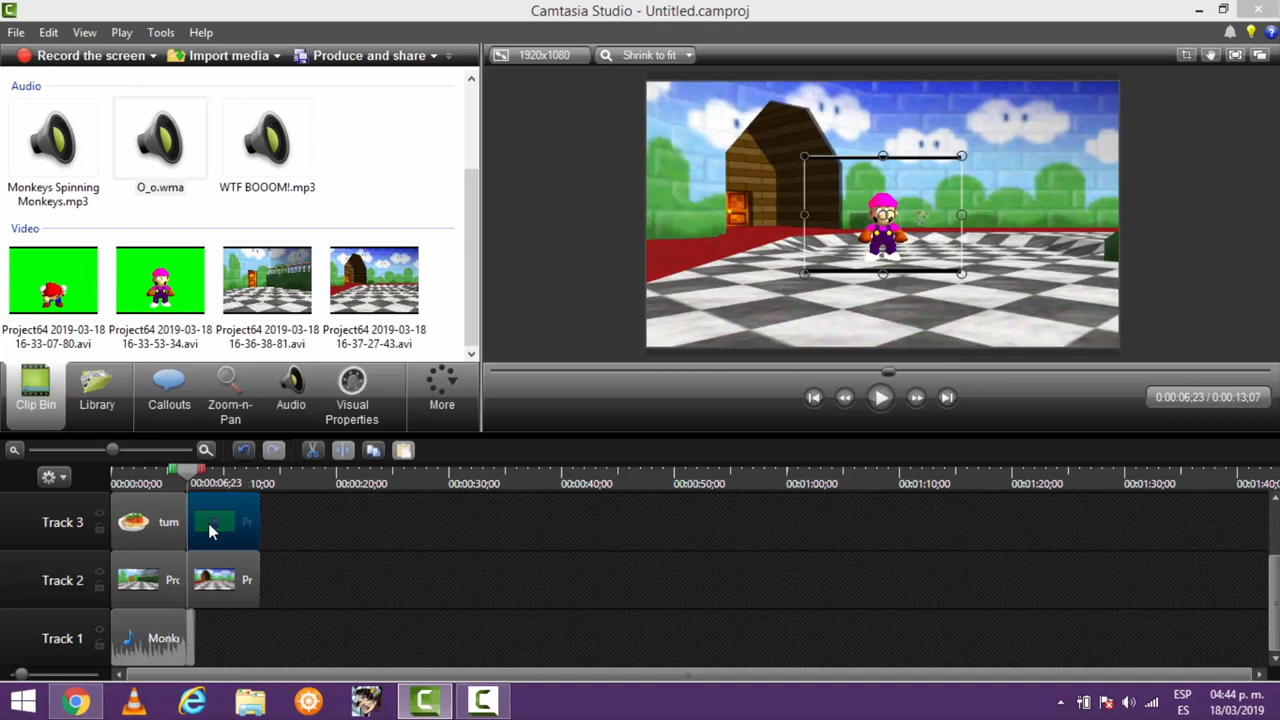 Camtasia Studio - Untitled.camproj
File Edit View Play Tools Help
Record the screen Import media Produce and share
1920x1080 Shrink to fit
Audio
Monkeys Spinning Monkeys.mp3
O_o.wma
WTF BOOOM!.mp3
Video
Project64 2019-03-18 16-33-07-80.avi
Project64 2019-03-18 16-33-53-34.avi
Project64 2019-03-18 16-36-38-81.avi
Project64 2019-03-18 16-37-27-43.avi
Clip Bin
Library
Callouts
Zoom-n-Pan
Audio
Visual Properties
More
0:00:06;23 / 0:00:13;07
00:00:00;00 00:00:06;23 10;00 00:00:20;00 00:00:30;00 00:00:40;00 00:00:50;00 00:01:00;00 00:01:10;00 00:01:20;00 00:01:30;00 00:01:40;0
Track 3 tum Pr
Track 2 Pro Pr
Track 1 Monk
ESP 04:44 p. m.
ES 18/03/2019